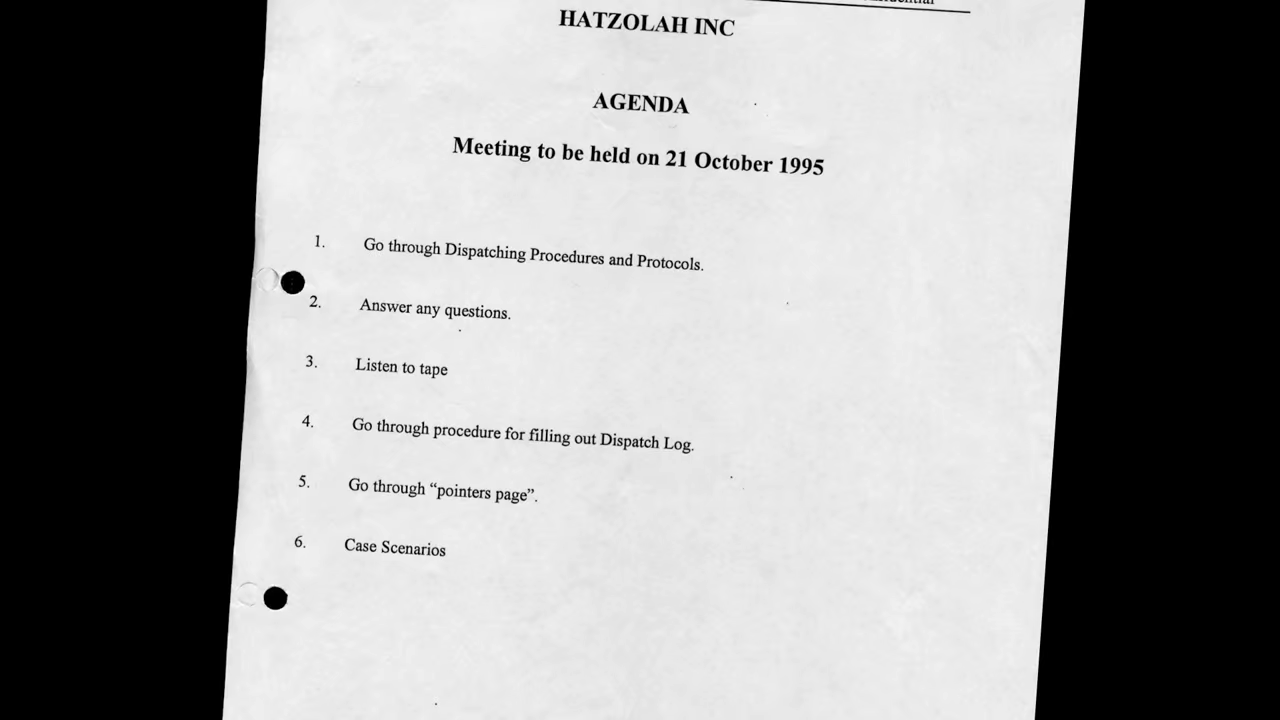 HATZOLAH INC
AGENDA
Meeting to be held on 21 October 1995
1. Go through Dispatching Procedures and Protocols.
2. Answer any questions.
3. Listen to tape
4. Go through procedure for filling out Dispatch Log.
5. Go through “pointers page”.
6. Case Scenarios